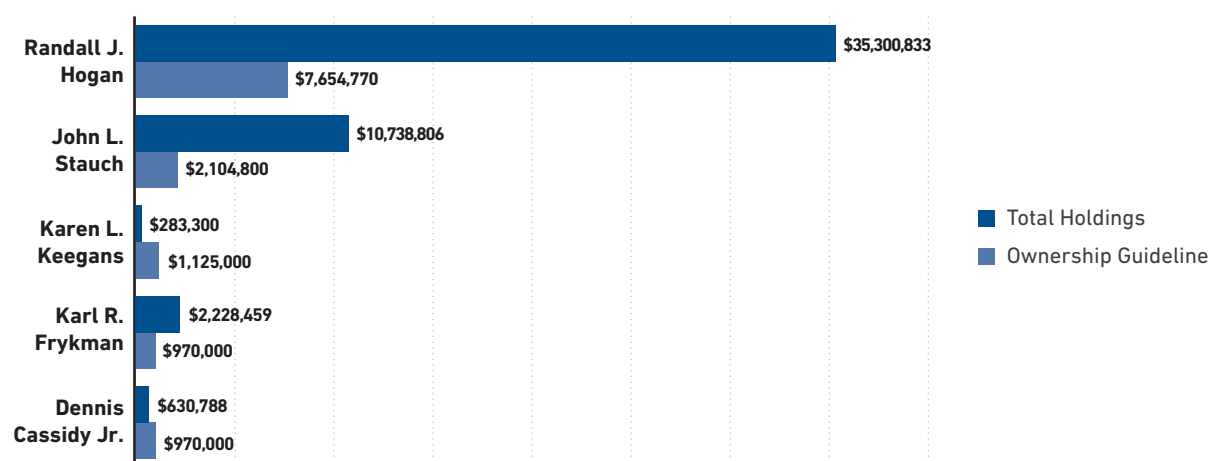 Randall J.
Hogan
$35,300,833
$7,654,770
John L.
Stauch
$10,738,806
$2,104,800
Karen L.
Keegans
$283,300
$1,125,000
Karl R.
Frykman
$2,228,459
$970,000
Dennis
Cassidy Jr.
$630,788
$970,000
Total Holdings
Ownership Guideline